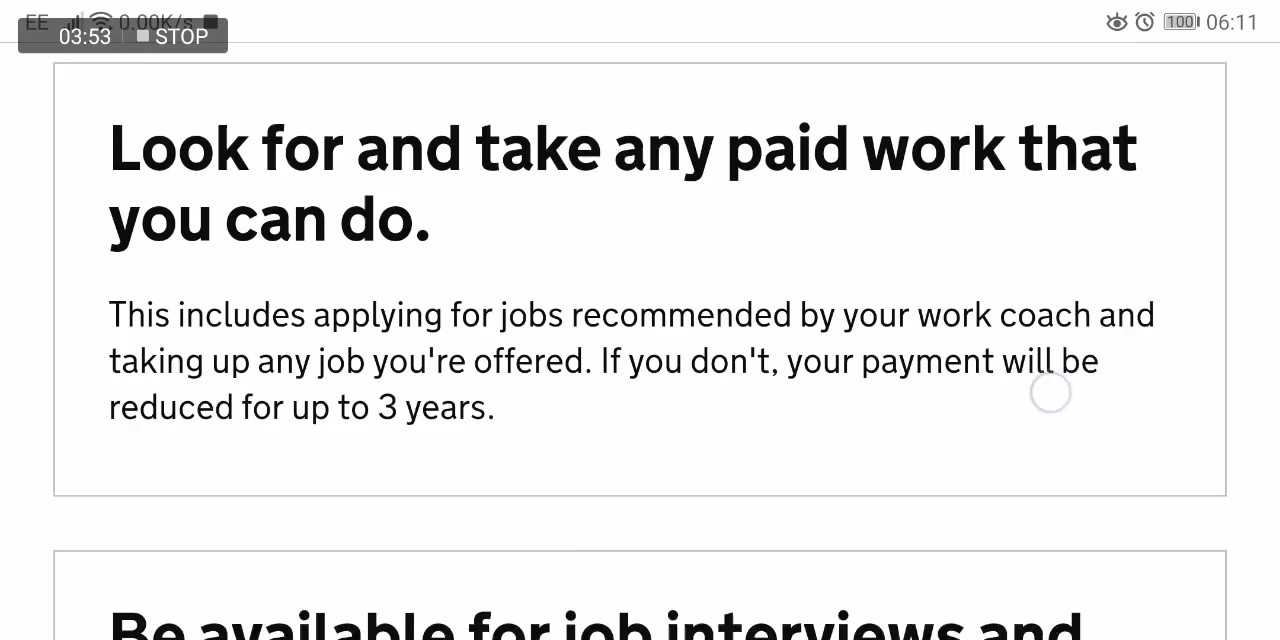 EE 0.00K/s 100 06:11
03:53 STOP
Look for and take any paid work that
you can do.
This includes applying for jobs recommended by your work coach and
taking up any job you're offered. If you don't, your payment will be
reduced for up to 3 years.
Be available for job interviews and